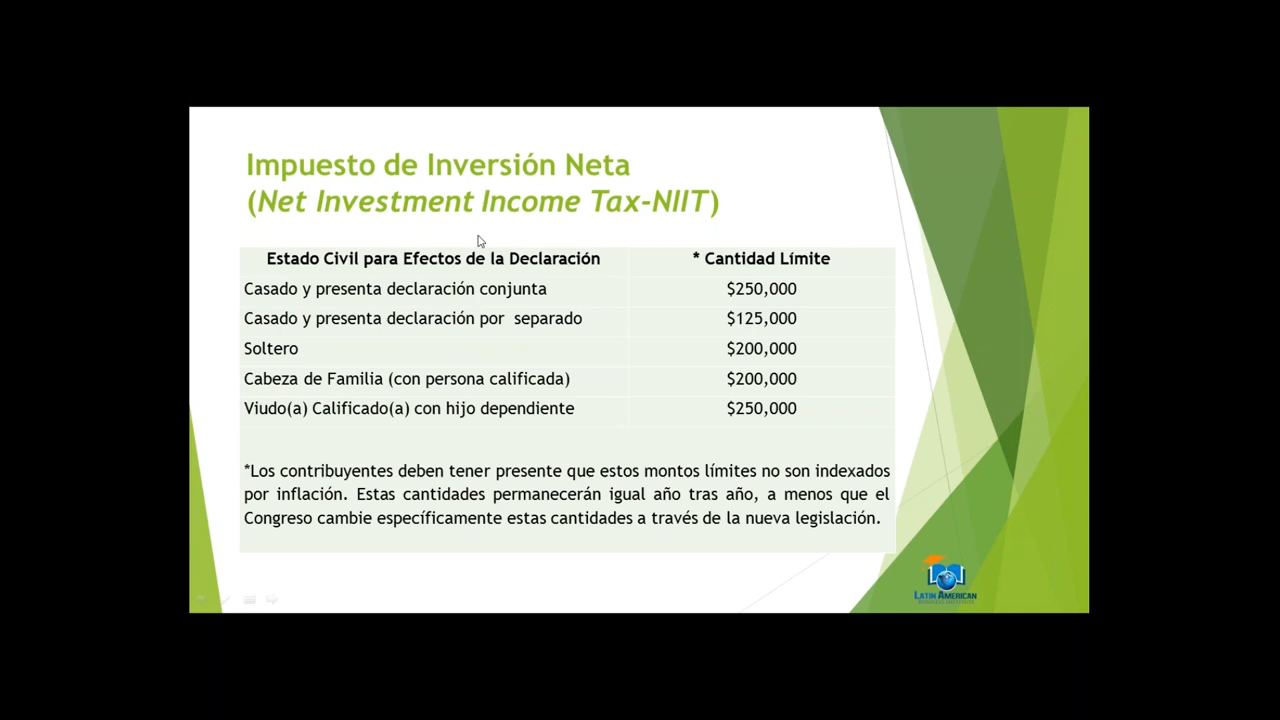 Impuesto de Inversión Neta
(Net Investment Income Tax-NIIT)
Estado Civil para Efectos de la Declaración * Cantidad Límite
Casado y presenta declaración conjunta $250,000
Casado y presenta declaración por separado $125,000
Soltero $200,000
Cabeza de Familia (con persona calificada) $200,000
Viudo(a) Calificado(a) con hijo dependiente $250,000
*Los contribuyentes deben tener presente que estos montos límites no son indexados
por inflación. Estas cantidades permanecerán igual año tras año, a menos que el
Congreso cambie específicamente estas cantidades a través de la nueva legislación.
LATIN AMERICAN